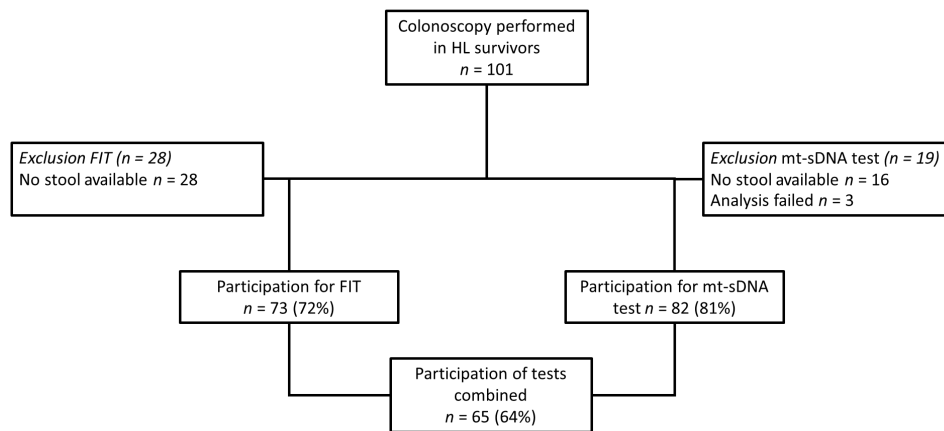 Colonoscopy performed
in HL survivors
n = 101
Exclusion FIT (n = 28)
No stool available n = 28
Exclusion mt-sDNA test (n = 19)
No stool available n = 16
Analysis failed n = 3
Participation for FIT
n = 73 (72%)
Participation for mt-sDNA
test n = 82 (81%)
Participation of tests
combined
n = 65 (64%)